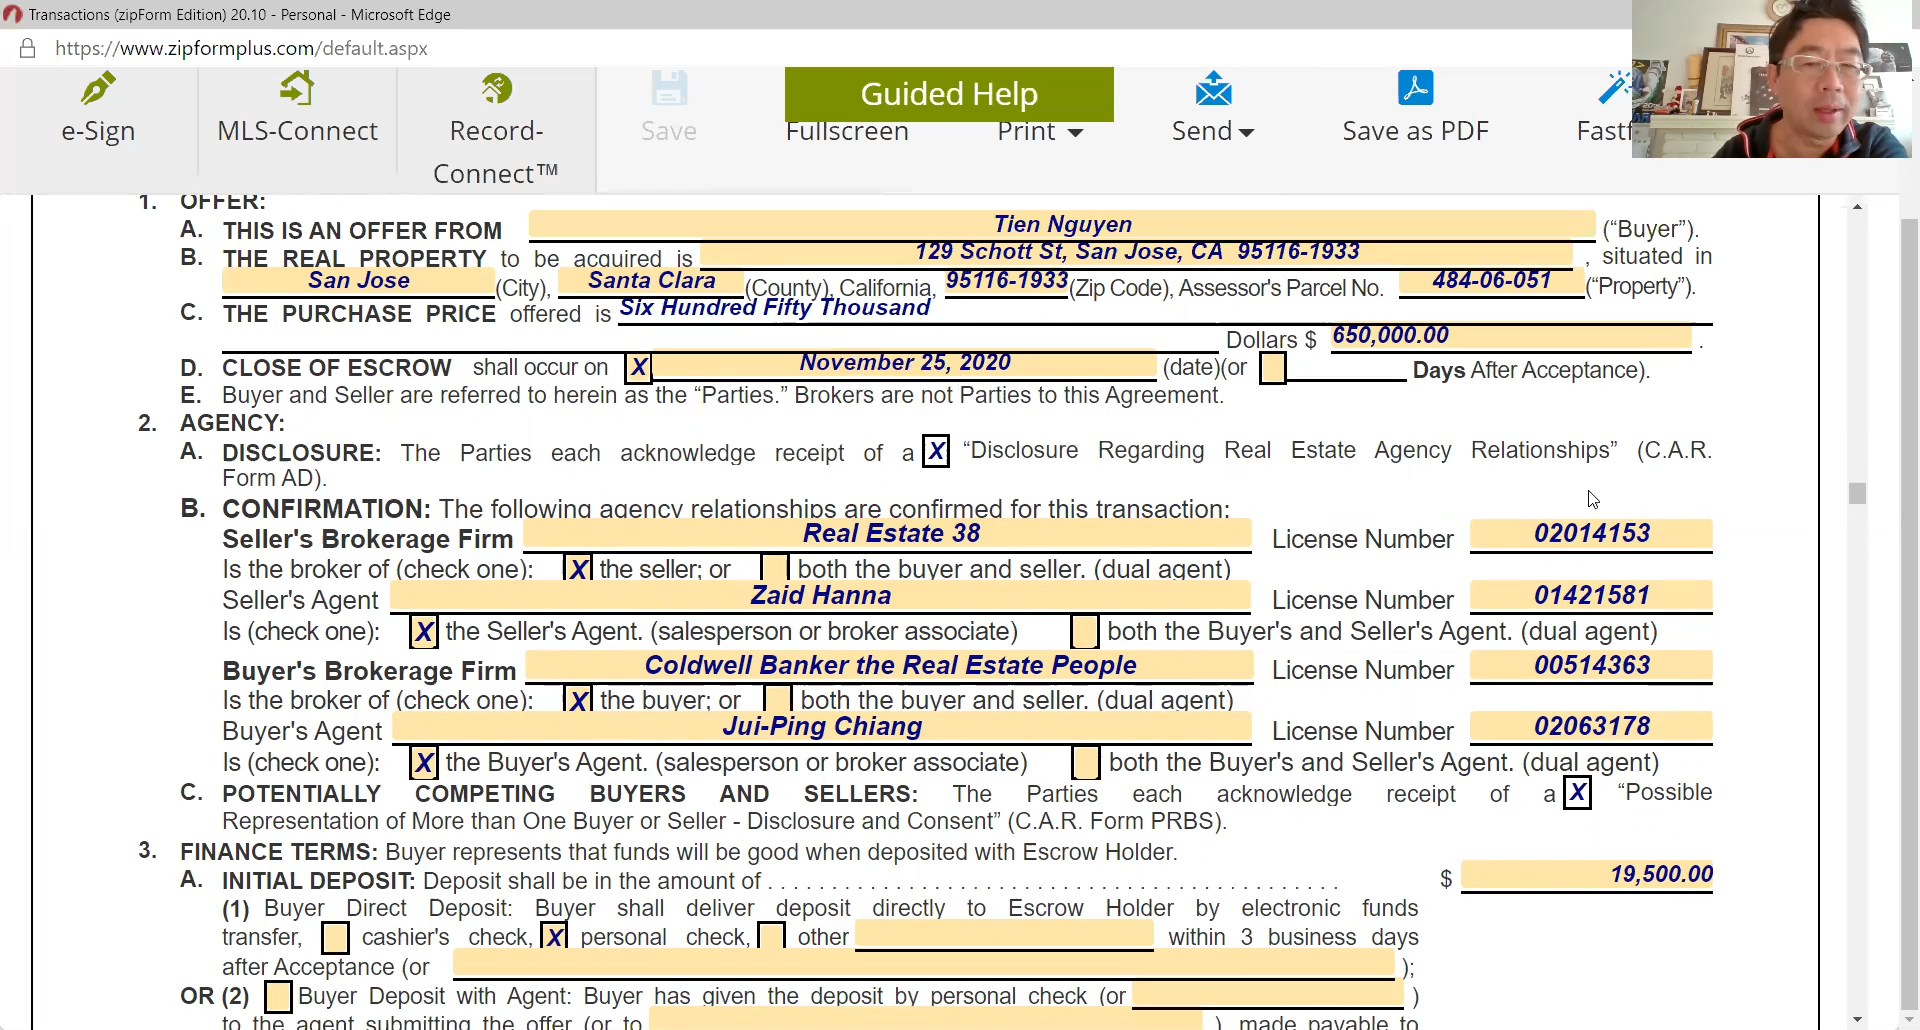 Transactions (zipForm Edition) 20.10 - Personal - Microsoft Edge
https://www.zipformplus.com/default.aspx
e-Sign
MLS-Connect
Record-
Connect™
Save
Guided Help
Fullscreen
Print
Send
Save as PDF
Fastf
1. OFFER:
A. THIS IS AN OFFER FROM Tien Nguyen (“Buyer”).
B. THE REAL PROPERTY to be acquired is 129 Schott St, San Jose, CA 95116-1933 , situated in
San Jose (City), Santa Clara (County), California, 95116-1933 (Zip Code), Assessor's Parcel No. 484-06-051 (“Property”).
C. THE PURCHASE PRICE offered is Six Hundred Fifty Thousand
Dollars $ 650,000.00 .
D. CLOSE OF ESCROW shall occur on X November 25, 2020 (date)(or Days After Acceptance).
E. Buyer and Seller are referred to herein as the “Parties.” Brokers are not Parties to this Agreement.
2. AGENCY:
A. DISCLOSURE: The Parties each acknowledge receipt of a X “Disclosure Regarding Real Estate Agency Relationships” (C.A.R.
Form AD).
B. CONFIRMATION: The following agency relationships are confirmed for this transaction:
Seller's Brokerage Firm Real Estate 38 License Number 02014153
Is the broker of (check one): X the seller; or both the buyer and seller. (dual agent)
Seller's Agent Zaid Hanna License Number 01421581
Is (check one): X the Seller's Agent. (salesperson or broker associate) both the Buyer's and Seller's Agent. (dual agent)
Buyer's Brokerage Firm Coldwell Banker the Real Estate People License Number 00514363
Is the broker of (check one): X the buyer; or both the buyer and seller. (dual agent)
Buyer's Agent Jui-Ping Chiang License Number 02063178
Is (check one): X the Buyer's Agent. (salesperson or broker associate) both the Buyer's and Seller's Agent. (dual agent)
C. POTENTIALLY COMPETING BUYERS AND SELLERS: The Parties each acknowledge receipt of a X “Possible
Representation of More than One Buyer or Seller - Disclosure and Consent” (C.A.R. Form PRBS).
3. FINANCE TERMS: Buyer represents that funds will be good when deposited with Escrow Holder.
A. INITIAL DEPOSIT: Deposit shall be in the amount of . . . . . . . . . . . . . . . . . . . . . . . . . . . . . . . . . . . . . . . . . . . $ 19,500.00
(1) Buyer Direct Deposit: Buyer shall deliver deposit directly to Escrow Holder by electronic funds
transfer, cashier's check, X personal check, other within 3 business days
after Acceptance (or );
OR (2) Buyer Deposit with Agent: Buyer has given the deposit by personal check (or )
to the agent submitting the offer (or to ), made payable to